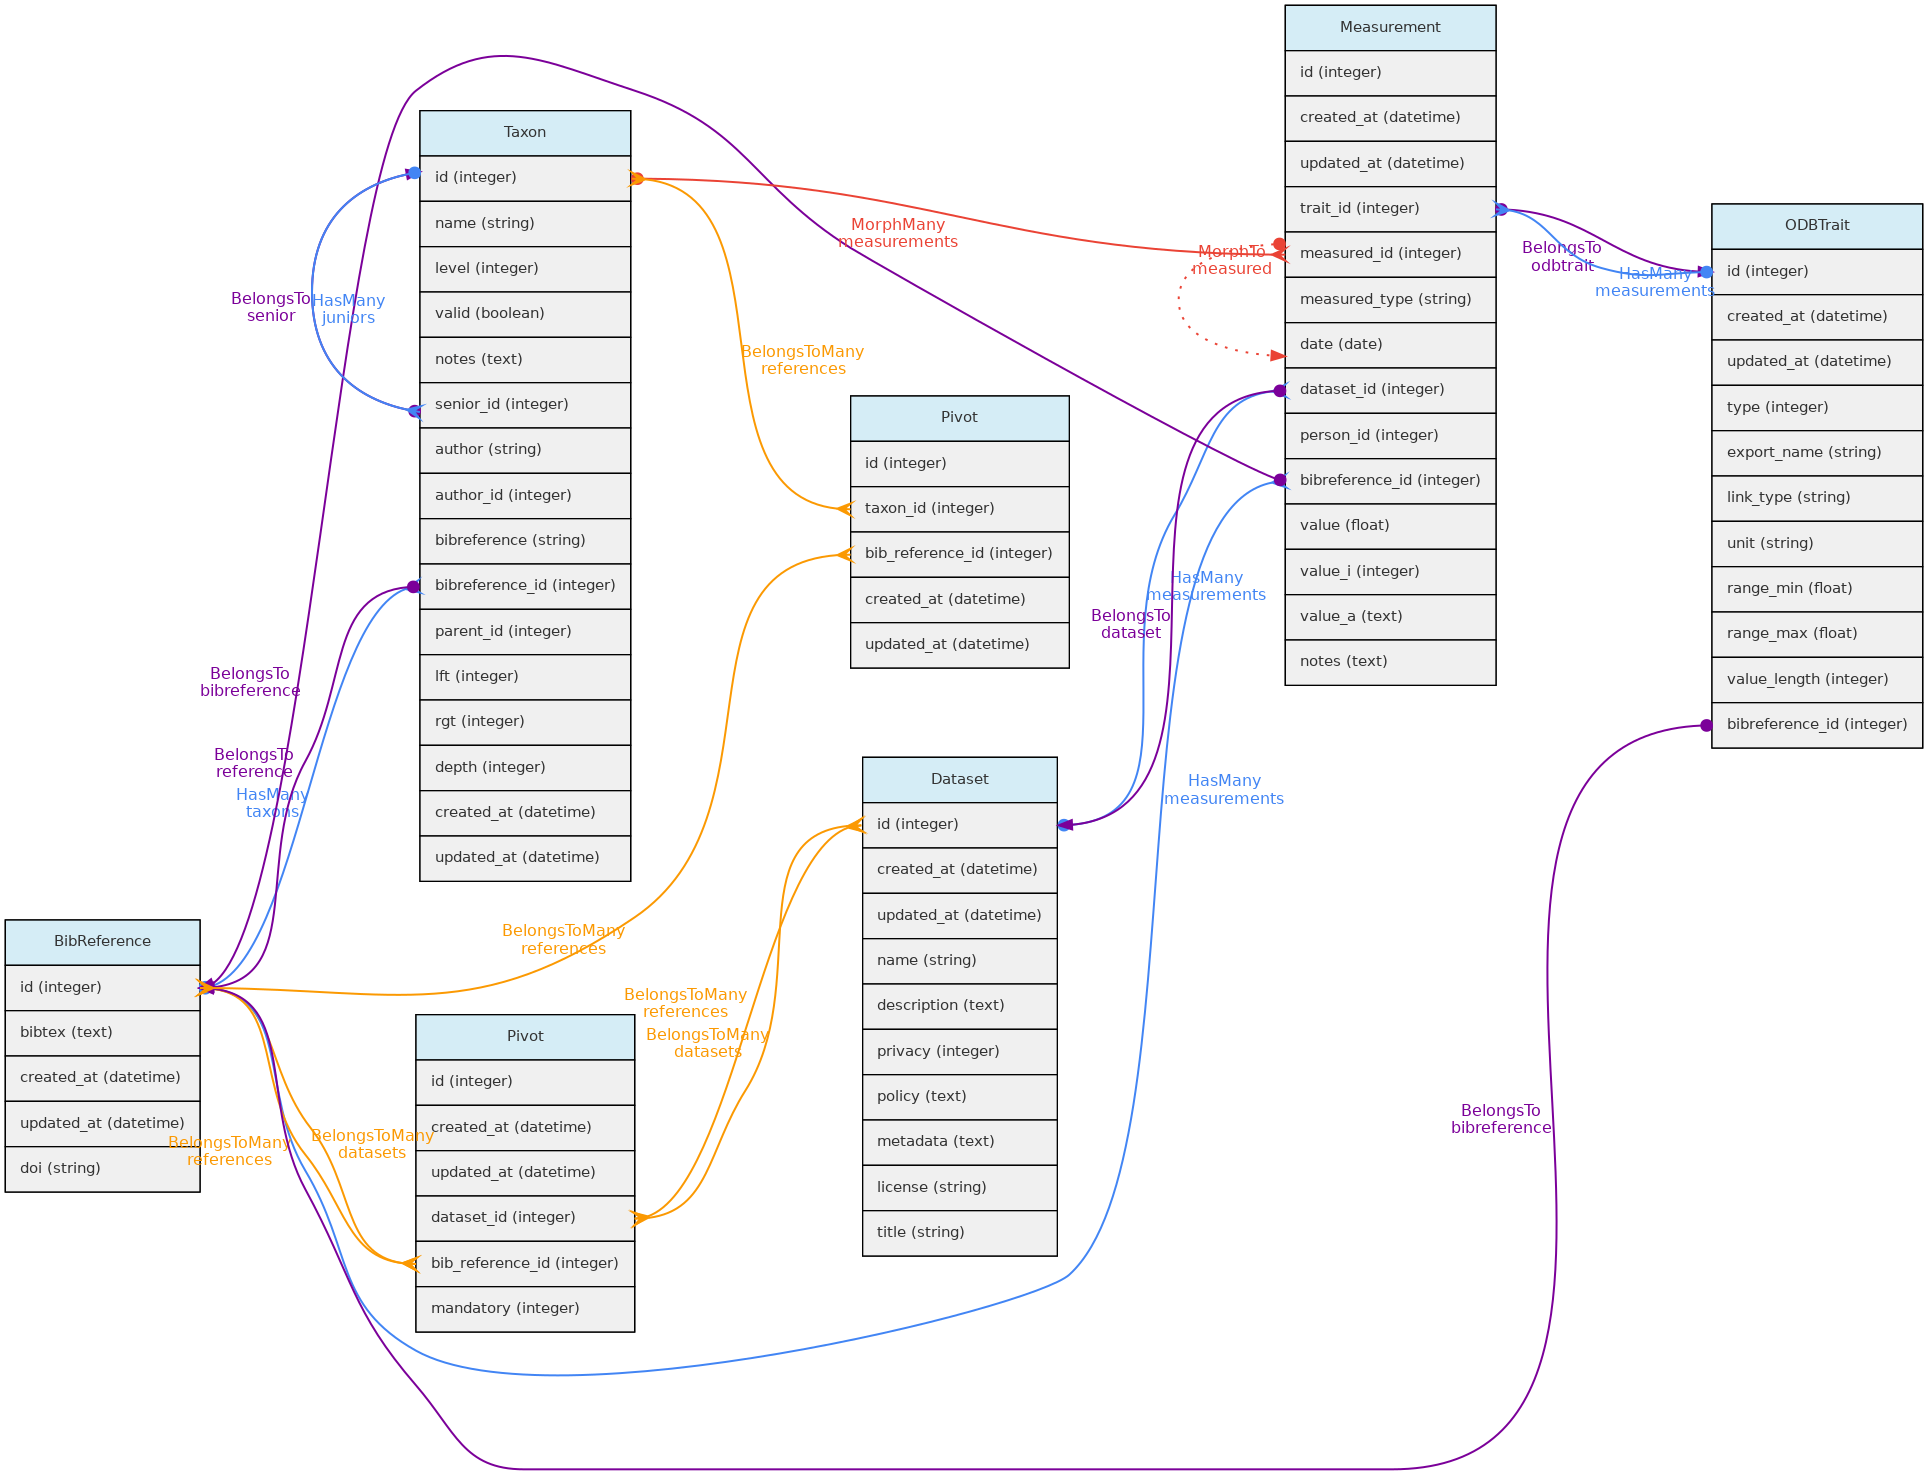 Measurement
id (integer)
created_at (datetime)
updated_at (datetime)
trait_id (integer)
measured_id (integer)
measured_type (string)
date (date)
dataset_id (integer)
person_id (integer)
bibreference_id (integer)
value (float)
value_i (integer)
value_a (text)
notes (text)
Taxon
id (integer)
name (string)
level (integer)
valid (boolean)
notes (text)
senior_id (integer)
author (string)
author_id (integer)
bibreference (string)
bibreference_id (integer)
parent_id (integer)
lft (integer)
rgt (integer)
depth (integer)
created_at (datetime)
updated_at (datetime)
ODBTrait
id (integer)
created_at (datetime)
updated_at (datetime)
type (integer)
export_name (string)
link_type (string)
unit (string)
range_min (float)
range_max (float)
value_length (integer)
bibreference_id (integer)
Pivot
id (integer)
taxon_id (integer)
bib_reference_id (integer)
created_at (datetime)
updated_at (datetime)
Dataset
id (integer)
created_at (datetime)
updated_at (datetime)
name (string)
description (text)
privacy (integer)
policy (text)
metadata (text)
license (string)
title (string)
BibReference
id (integer)
bibtex (text)
created_at (datetime)
updated_at (datetime)
doi (string)
Pivot
id (integer)
created_at (datetime)
updated_at (datetime)
dataset_id (integer)
bib_reference_id (integer)
mandatory (integer)
MorphMany
measurements
MorphTo
measured
BelongsTo
odbtrait
HasMany
measurements
BelongsTo
senior
HasMany
juniors
BelongsToMany
references
HasMany
measurements
BelongsTo
dataset
BelongsTo
bibreference
BelongsTo
reference
HasMany
taxons
HasMany
measurements
BelongsToMany
references
BelongsToMany
references
BelongsToMany
datasets
BelongsToMany
references
BelongsToMany
datasets
BelongsTo
bibreference